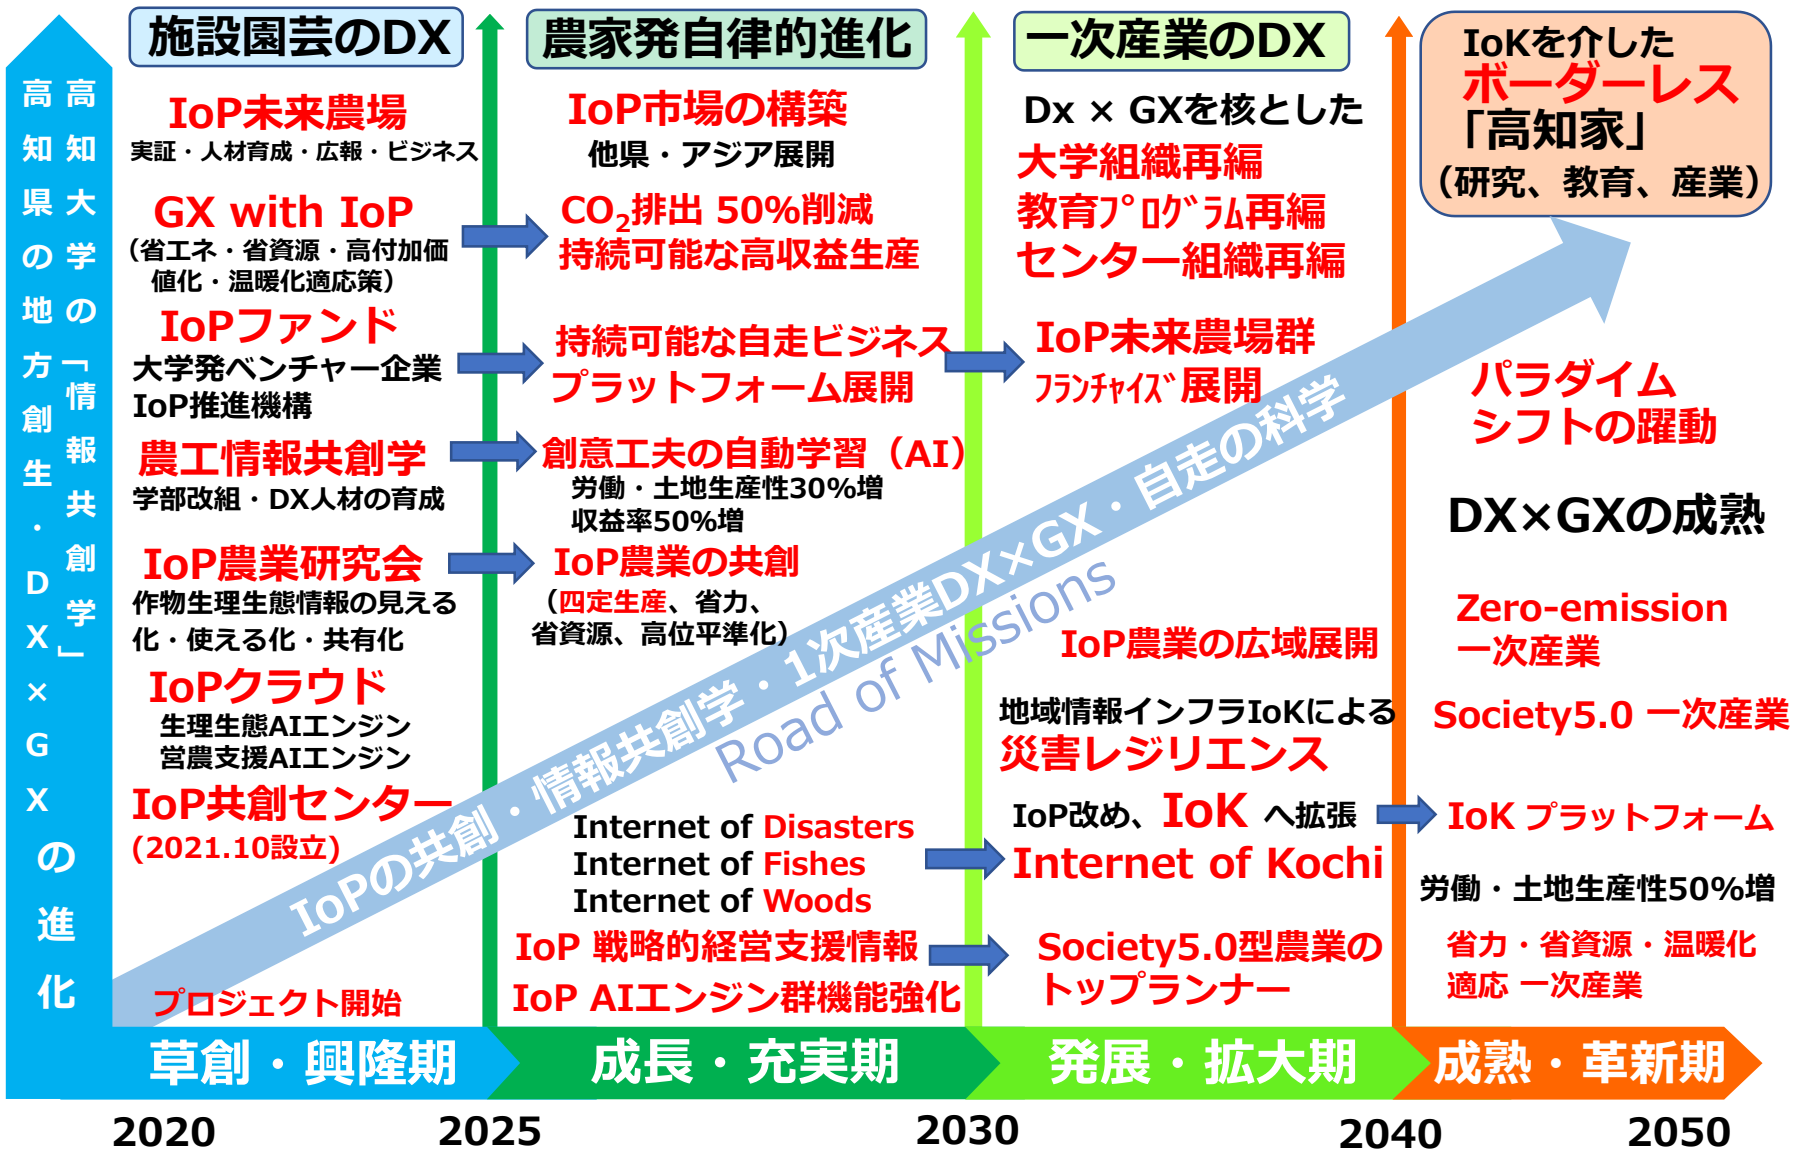 高知大学の「情報共創学」
高知県の地方創生・DX×GXの進化
施設園芸のDX
IoP未来農場
実証・人材育成・広報・ビジネス
GX with IoP
（省エネ・省資源・高付加価
値化・温暖化適応策）
IoPファンド
大学発ベンチャー企業
IoP推進機構
農工情報共創学
学部改組・DX人材の育成
IoP農業研究会
作物生理生態情報の見える
化・使える化・共有化
IoPクラウド
生理生態AIエンジン
営農支援AIエンジン
IoP共創センター
(2021.10設立)
プロジェクト開始
農家発自律的進化
IoP市場の構築
他県・アジア展開
CO2排出 50%削減
持続可能な高収益生産
持続可能な自走ビジネス
プラットフォーム展開
創意工夫の自動学習（AI）
労働・土地生産性30%増
収益率50%増
IoP農業の共創
（四定生産、省力、
省資源、高位平準化）
Internet of Disasters
Internet of Fishes
Internet of Woods
IoP 戦略的経営支援情報
IoP AIエンジン群機能強化
一次産業のDX
Dx × GXを核とした
大学組織再編
教育ﾌﾟﾛｸﾞﾗﾑ再編
センター組織再編
IoP未来農場群
ﾌﾗﾝﾁｬｲｽﾞ展開
IoP農業の広域展開
地域情報インフラIoKによる
災害レジリエンス
IoP改め、IoK へ拡張
Internet of Kochi
Society5.0型農業の
トップランナー
IoKを介した
ボーダーレス
「高知家」
（研究、教育、産業）
パラダイム
シフトの躍動
DX×GXの成熟
Zero-emission
一次産業
Society5.0 一次産業
IoK プラットフォーム
労働・土地生産性50%増
省力・省資源・温暖化
適応 一次産業
IoPの共創・情報共創学・1次産業DX×GX・自走の科学
Road of Missions
草創・興隆期
成長・充実期
発展・拡大期
成熟・革新期
2020
2025
2030
2040
2050